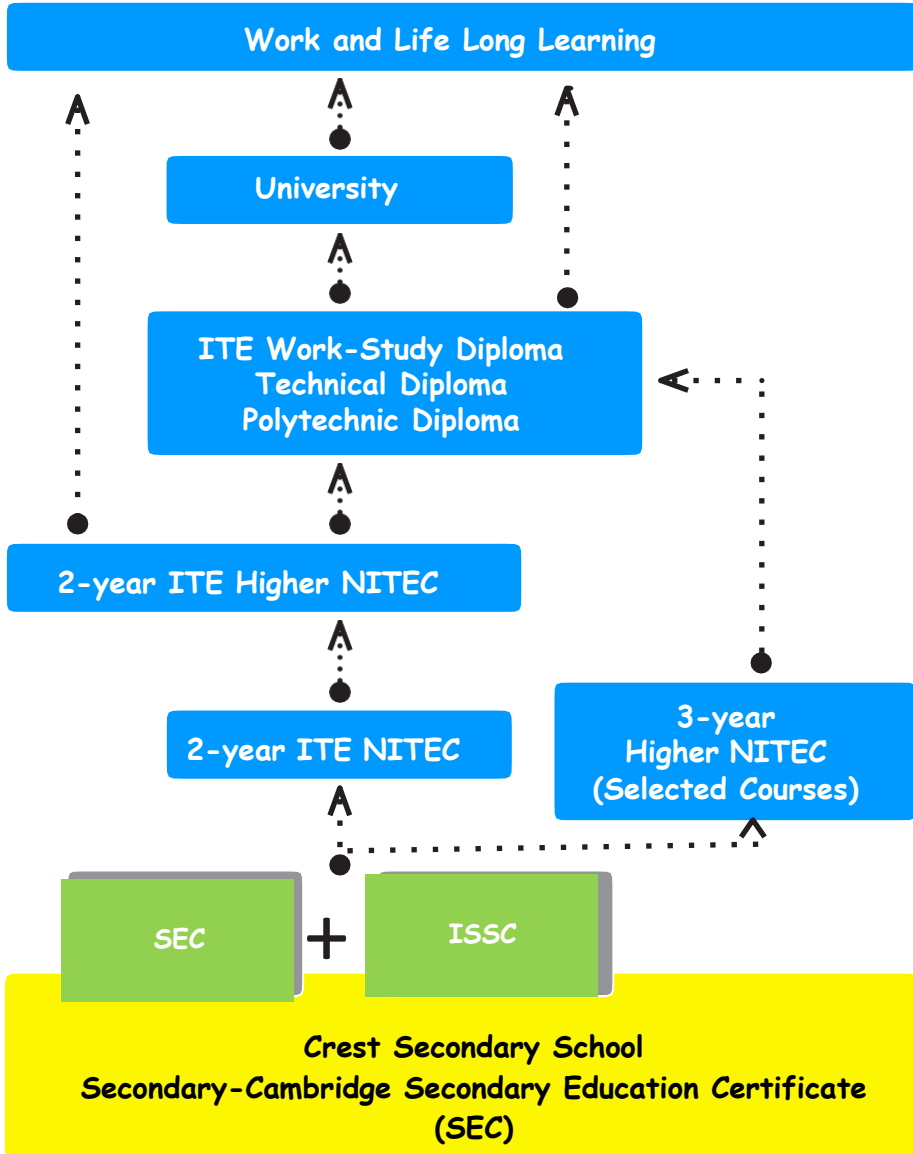 Work and Life Long Learning
University
ITE Work-Study Diploma
Technical Diploma
Polytechnic Diploma
2-year ITE Higher NITEC
2-year ITE NITEC
3-year
Higher NITEC
(Selected Courses)
SEC
+
ISSC
Crest Secondary School
Secondary-Cambridge Secondary Education Certificate
(SEC)